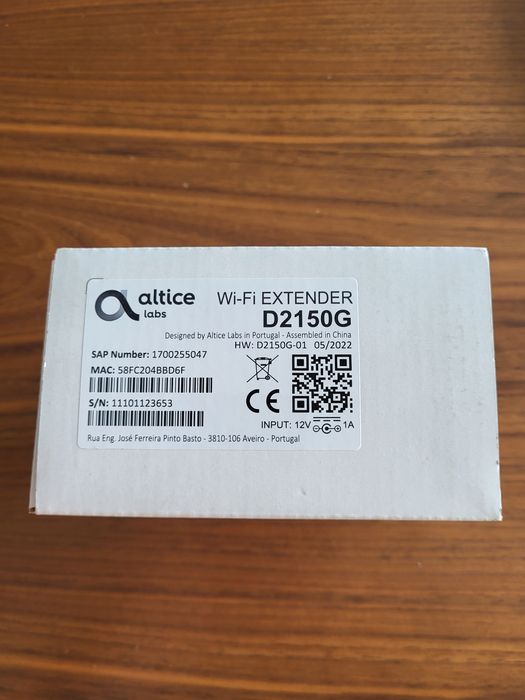 altice
labs
Wi-Fi EXTENDER
D2150G
Designed by Altice Labs in Portugal - Assembled in China
HW: D2150G-01 05/2022
SAP Number: 1700255047
MAC: 58FC204BBD6F
S/N: 11101123653
CE
INPUT: 12V 1A
Rua Eng. José Ferreira Pinto Basto - 3810-106 Aveiro - Portugal